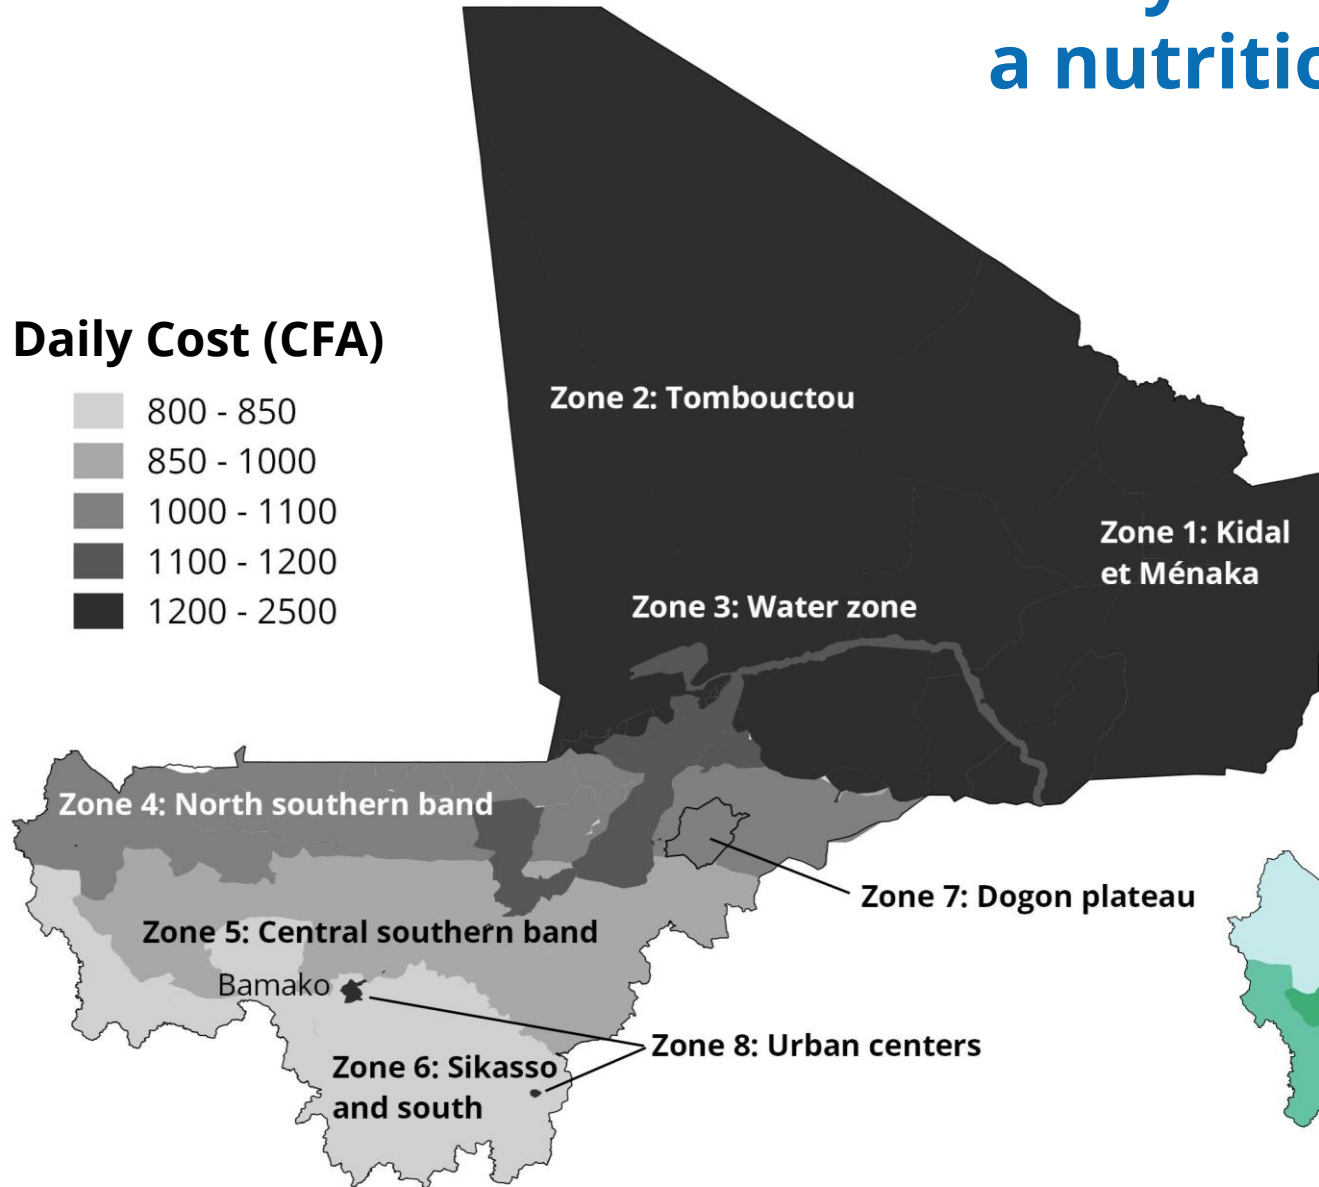 a nutritio
Daily Cost (CFA)
800 - 850
850 - 1000
1000 - 1100
1100 - 1200
1200 - 2500
Zone 2: Tombouctou
Zone 1: Kidal
et Ménaka
Zone 3: Water zone
Zone 4: North southern band
Zone 7: Dogon plateau
Zone 5: Central southern band
Bamako
Zone 8: Urban centers
Zone 6: Sikasso
and south